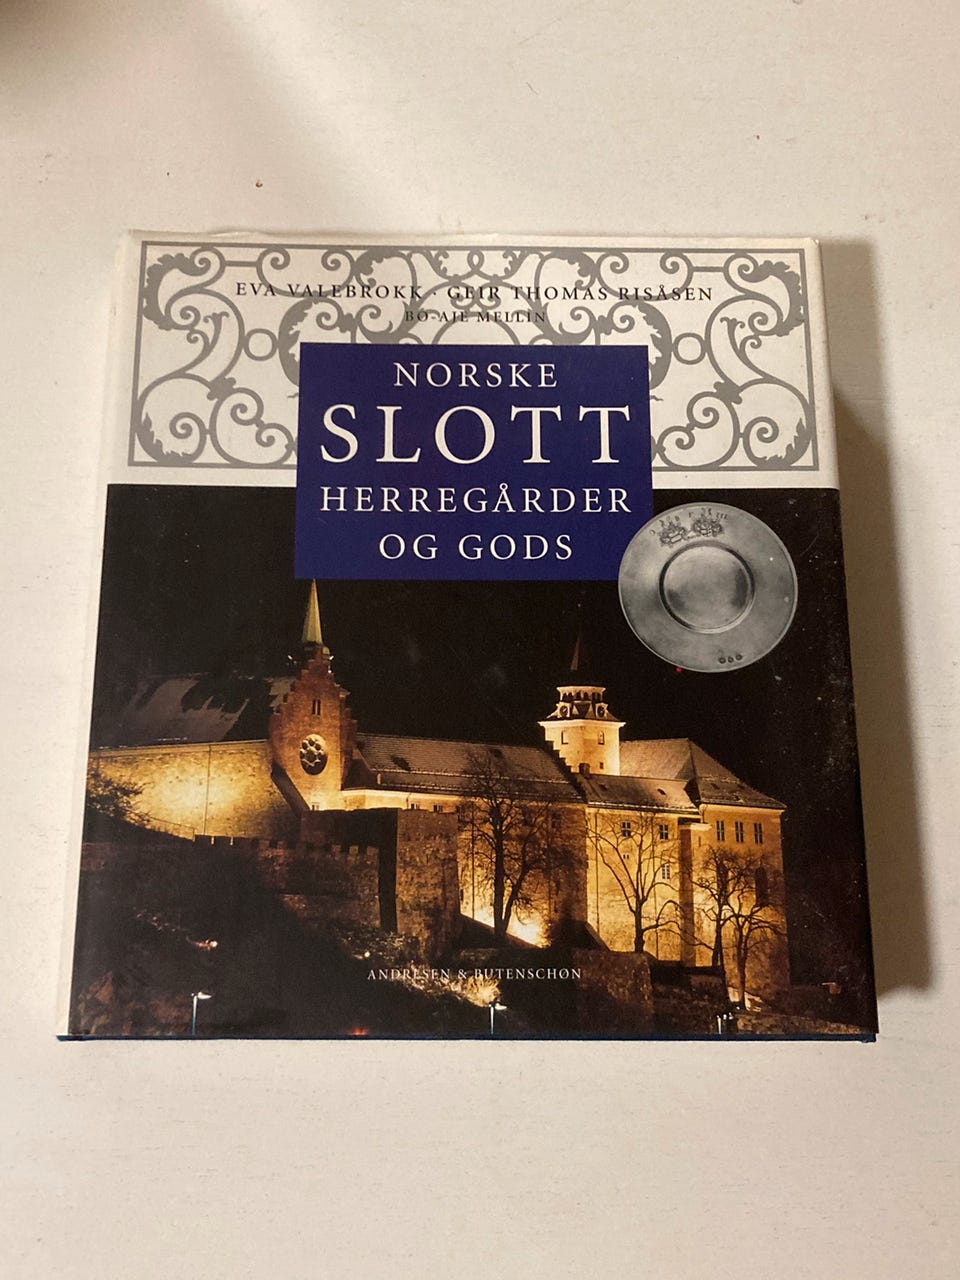 EVA VALEBROKK · GEIR THOMAS RISÅSEN
BO-AJE MELLIN
NORSKE
SLOTT
HERREGÅRDER
OG GODS
ANDRESEN & BUTENSCHØN